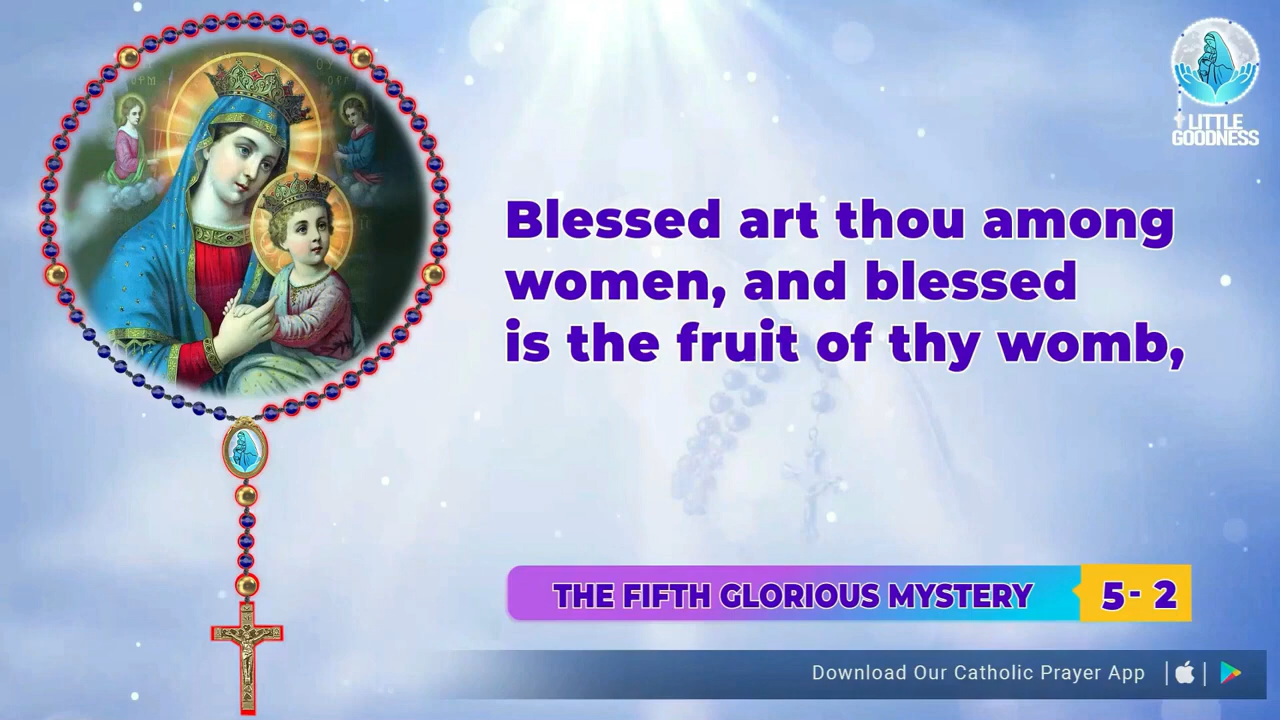 LITTLE
GOODNESS
Blessed art thou among
women, and blessed
is the fruit of thy womb,
THE FIFTH GLORIOUS MYSTERY
5- 2
Download Our Catholic Prayer App